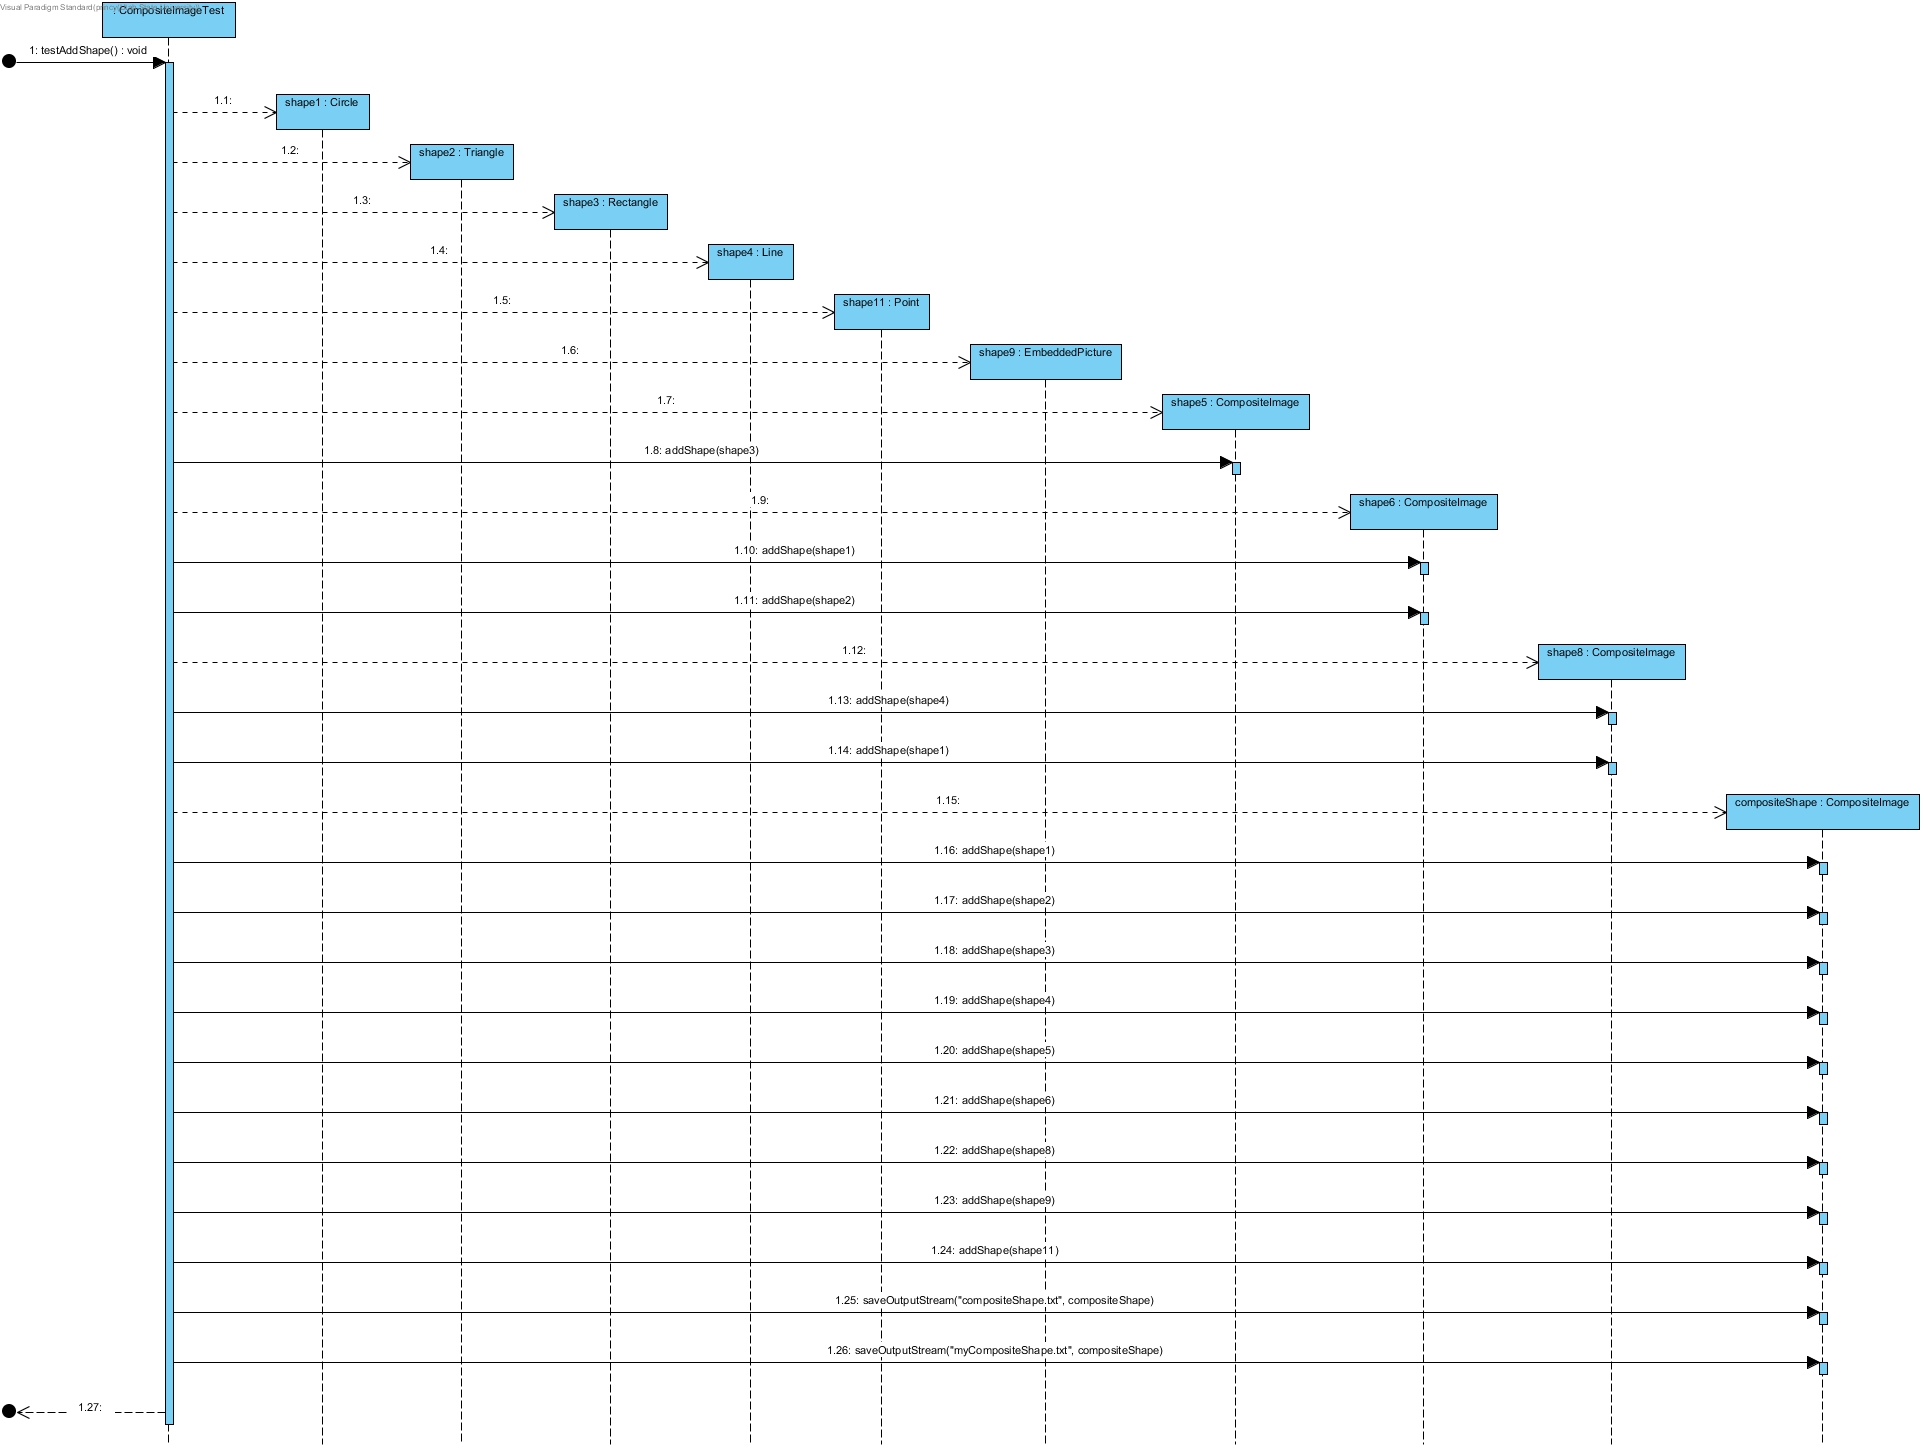 Visual Paradigm Standard
: CompositeImageTest
1: testAddShape() : void
1.1:
shape1 : Circle
1.2:
shape2 : Triangle
1.3:
shape3 : Rectangle
1.4:
shape4 : Line
1.5:
shape11 : Point
1.6:
shape9 : EmbeddedPicture
1.7:
shape5 : CompositeImage
1.8: addShape(shape3)
1.9:
shape6 : CompositeImage
1.10: addShape(shape1)
1.11: addShape(shape2)
1.12:
shape8 : CompositeImage
1.13: addShape(shape4)
1.14: addShape(shape1)
1.15:
compositeShape : CompositeImage
1.16: addShape(shape1)
1.17: addShape(shape2)
1.18: addShape(shape3)
1.19: addShape(shape4)
1.20: addShape(shape5)
1.21: addShape(shape6)
1.22: addShape(shape8)
1.23: addShape(shape9)
1.24: addShape(shape11)
1.25: saveOutputStream("compositeShape.txt", compositeShape)
1.26: saveOutputStream("myCompositeShape.txt", compositeShape)
1.27: